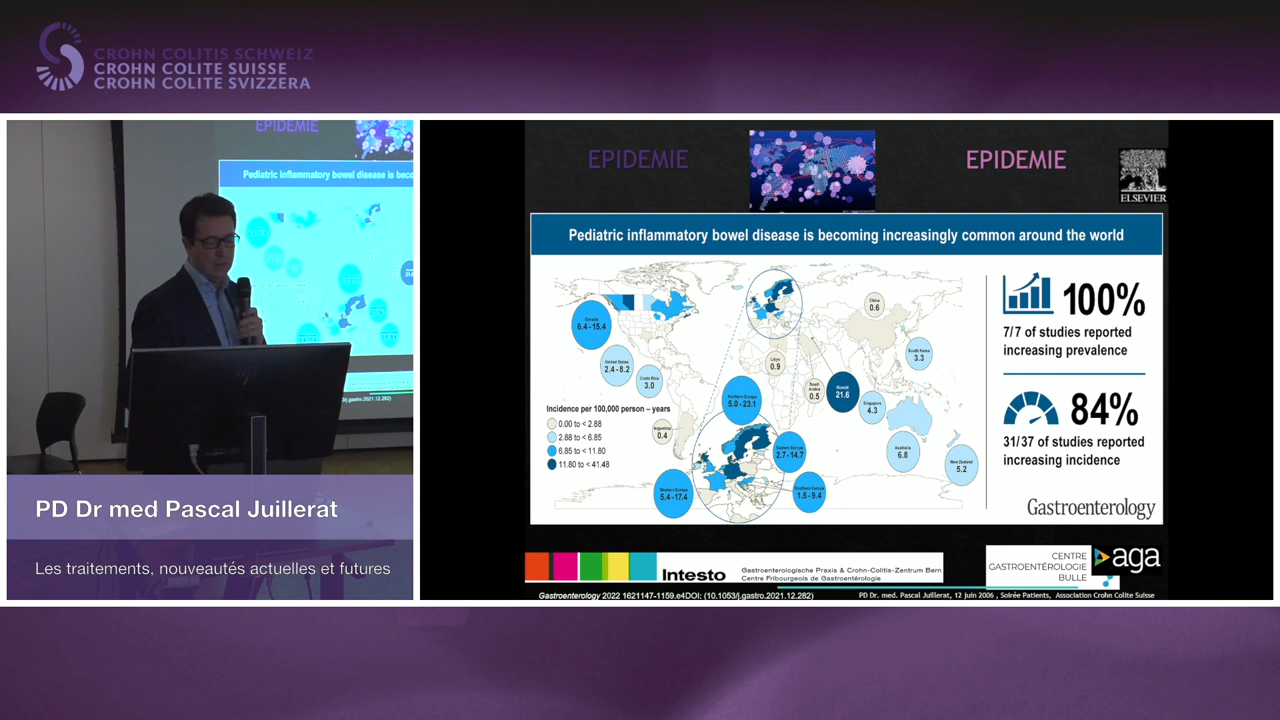 CROHN COLITIS SCHWEIZ
CROHN COLITE SUISSE
CROHN COLITE SVIZZERA
EPIDEMIE
Pediatric inflammatory bowel disease is beco
PD Dr med Pascal Juillerat
Les traitements, nouveautés actuelles et futures
EPIDEMIE
EPIDEMIE
ELSEVIER
Pediatric inflammatory bowel disease is becoming increasingly common around the world
Canada
6.4 - 15.4
United States
2.4 - 8.2
Costa Rica
3.0
Argentina
0.4
Northern Europe
5.0 - 23.1
Western Europe
5.4 - 17.4
Eastern Europe
2.7 - 14.7
Southern Europe
1.5 - 9.4
Libya
0.9
Saudi
Arabia
0.5
Kuwait
21.6
China
0.6
South Korea
3.3
Singapore
4.3
Australia
6.8
New Zealand
5.2
Incidence per 100,000 person – years
0.00 to < 2.88
2.88 to < 6.85
6.85 to < 11.80
11.80 to < 41.48
100%
7/7 of studies reported
increasing prevalence
84%
31/37 of studies reported
increasing incidence
Gastroenterology
Intesto
Gastroenterologische Praxis & Crohn-Colitis-Zentrum Bern
Centre Fribourgeois de Gastroentérologie
CENTRE
GASTROENTÉROLOGIE
BULLE
aga
Gastroenterology 2022 1621147-1159.e4DOI: (10.1053/j.gastro.2021.12.282)
PD Dr. med. Pascal Juillerat, 12 juin 2006 , Soirée Patients, Association Crohn Colite Suisse